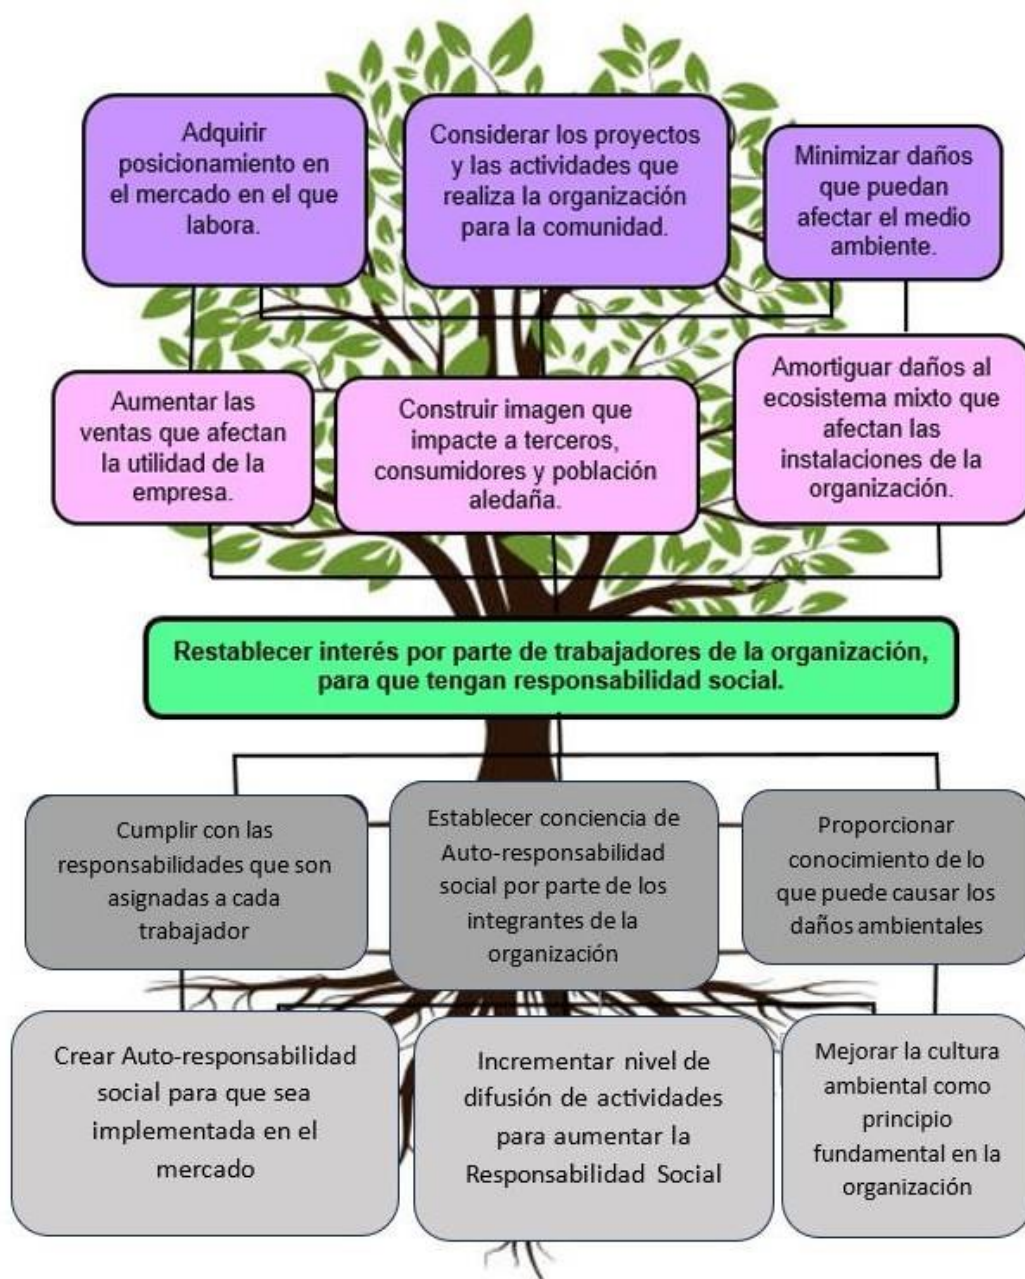 Adquirir
posicionamiento en
el mercado en el que
labora.
Considerar los proyectos
y las actividades que
realiza la organización
para la comunidad.
Minimizar daños
que puedan
afectar el medio
ambiente.
Aumentar las
ventas que afectan
la utilidad de la
empresa.
Construir imagen que
impacte a terceros,
consumidores y población
aledaña.
Amortiguar daños al
ecosistema mixto que
afectan las
instalaciones de la
organización.
Restablecer interés por parte de trabajadores de la organización,
para que tengan responsabilidad social.
Cumplir con las
responsabilidades que son
asignadas a cada
trabajador
Establecer conciencia de
Auto-responsabilidad
social por parte de los
integrantes de la
organización
Proporcionar
conocimiento de lo
que puede causar los
daños ambientales
Crear Auto-responsabilidad
social para que sea
implementada en el
mercado
Incrementar nivel de
difusión de actividades
para aumentar la
Responsabilidad Social
Mejorar la cultura
ambiental como
principio
fundamental en la
organización